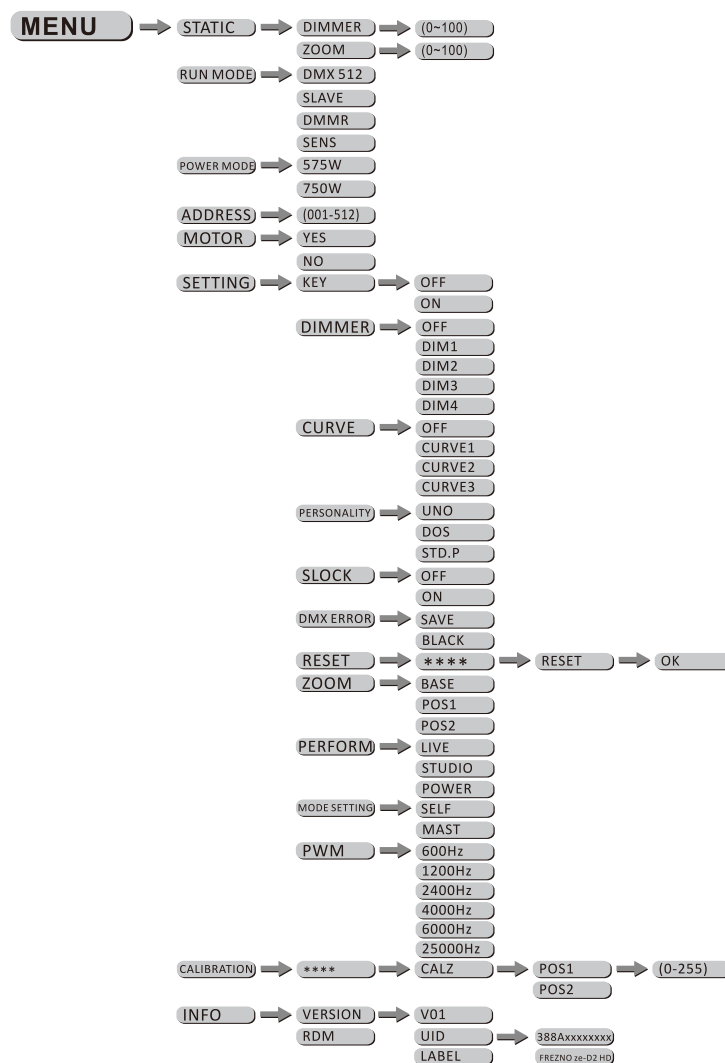 MENU STATIC DIMMER (0~100)
ZOOM (0~100)
RUN MODE DMX 512
SLAVE
DMMR
SENS
POWER MODE 575W
750W
ADDRESS (001-512)
MOTOR YES
NO
SETTING KEY OFF
ON
DIMMER OFF
DIM1
DIM2
DIM3
DIM4
CURVE OFF
CURVE1
CURVE2
CURVE3
PERSONALITY UNO
DOS
STD.P
SLOCK OFF
ON
DMX ERROR SAVE
BLACK
RESET **** RESET OK
ZOOM BASE
POS1
POS2
PERFORM LIVE
STUDIO
POWER
MODE SETTING SELF
MAST
PWM 600Hz
1200Hz
2400Hz
4000Hz
6000Hz
25000Hz
CALIBRATION **** CALZ POS1 (0-255)
POS2
INFO VERSION V01
RDM UID 388Axxxxxxxx
LABEL FREZNO ze-D2 HD